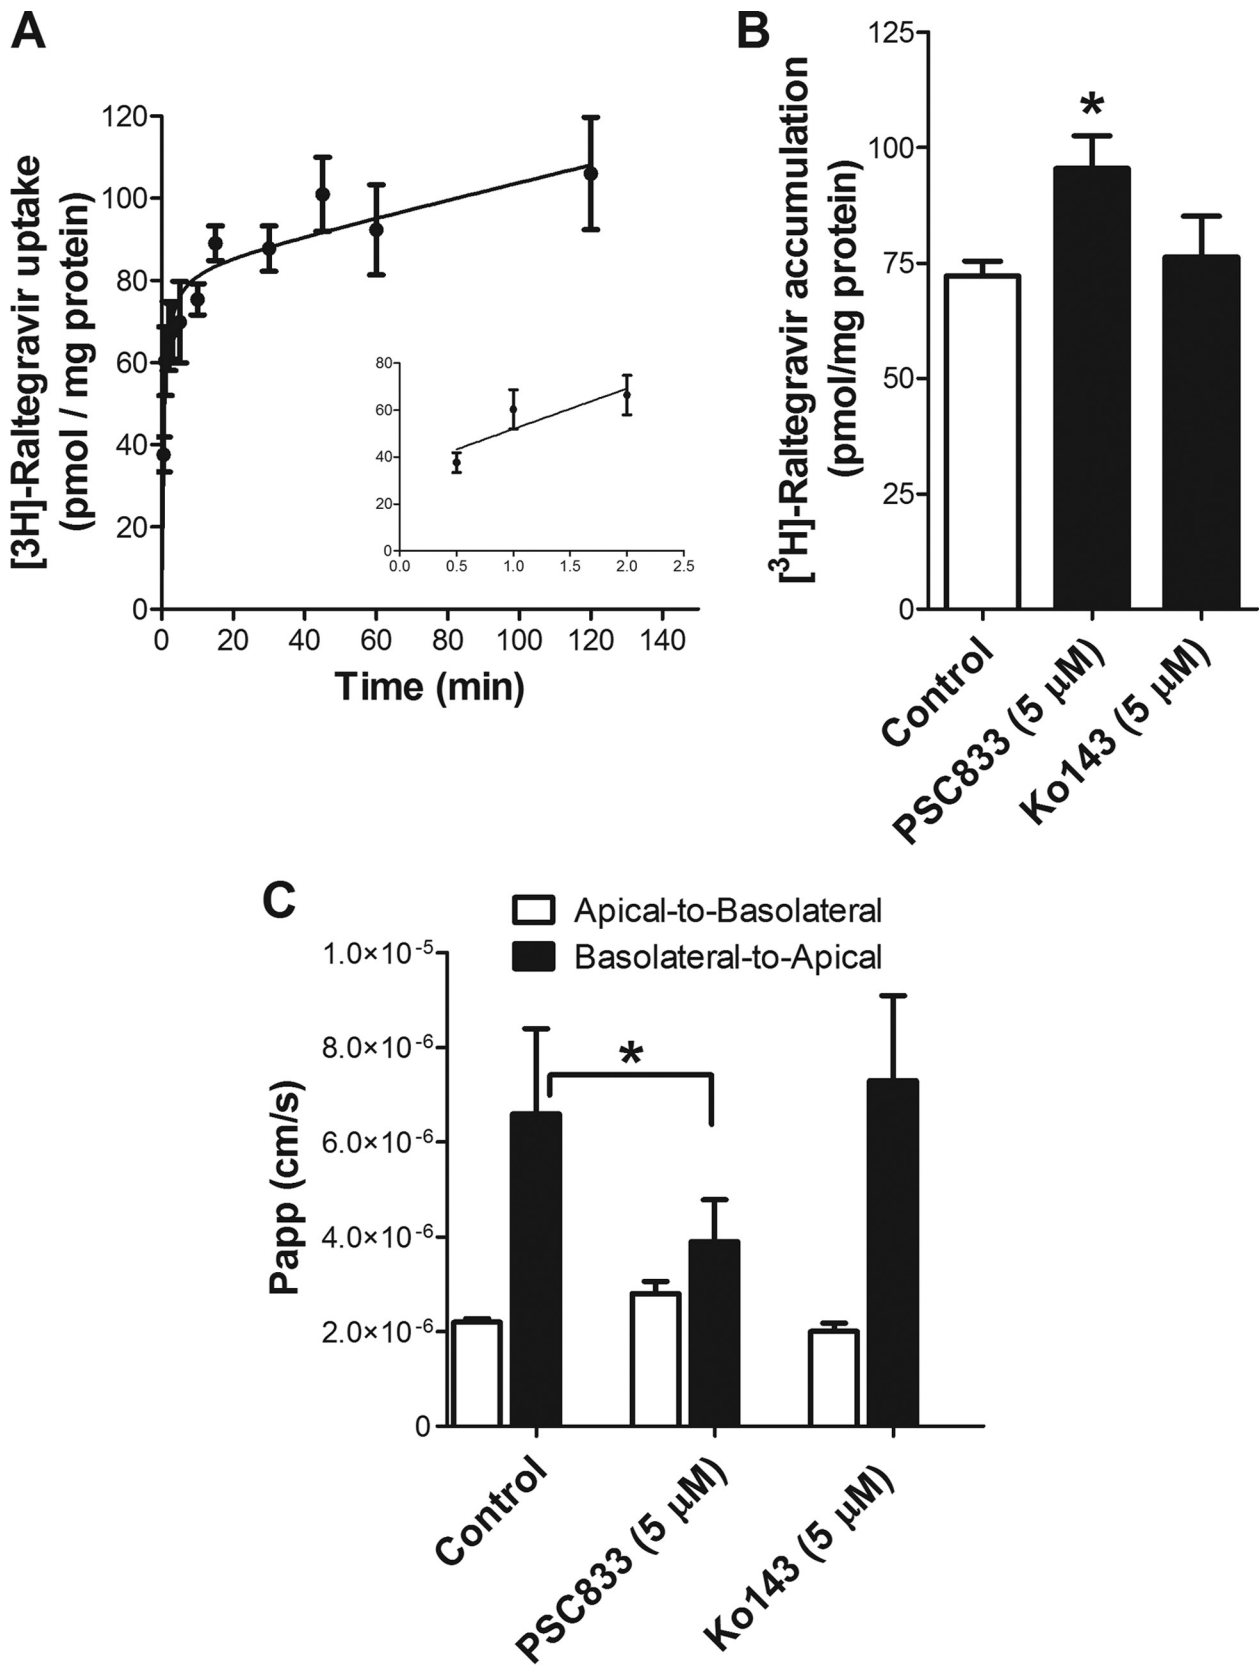 A
[3H]-Raltegravir uptake
(pmol / mg protein)
120
100
80
60
40
20
0
0 20 40 60 80 100 120 140
Time (min)
80
60
40
20
0
0.0 0.5 1.0 1.5 2.0 2.5
B
[³H]-Raltegravir accumulation
(pmol/mg protein)
125
100
75
50
25
0
*
Control
PSC833 (5 μM)
Ko143 (5 μM)
C
Apical-to-Basolateral
Basolateral-to-Apical
Papp (cm/s)
1.0×10⁻⁵
8.0×10⁻⁶
6.0×10⁻⁶
4.0×10⁻⁶
2.0×10⁻⁶
0
*
Control
PSC833 (5 μM)
Ko143 (5 μM)